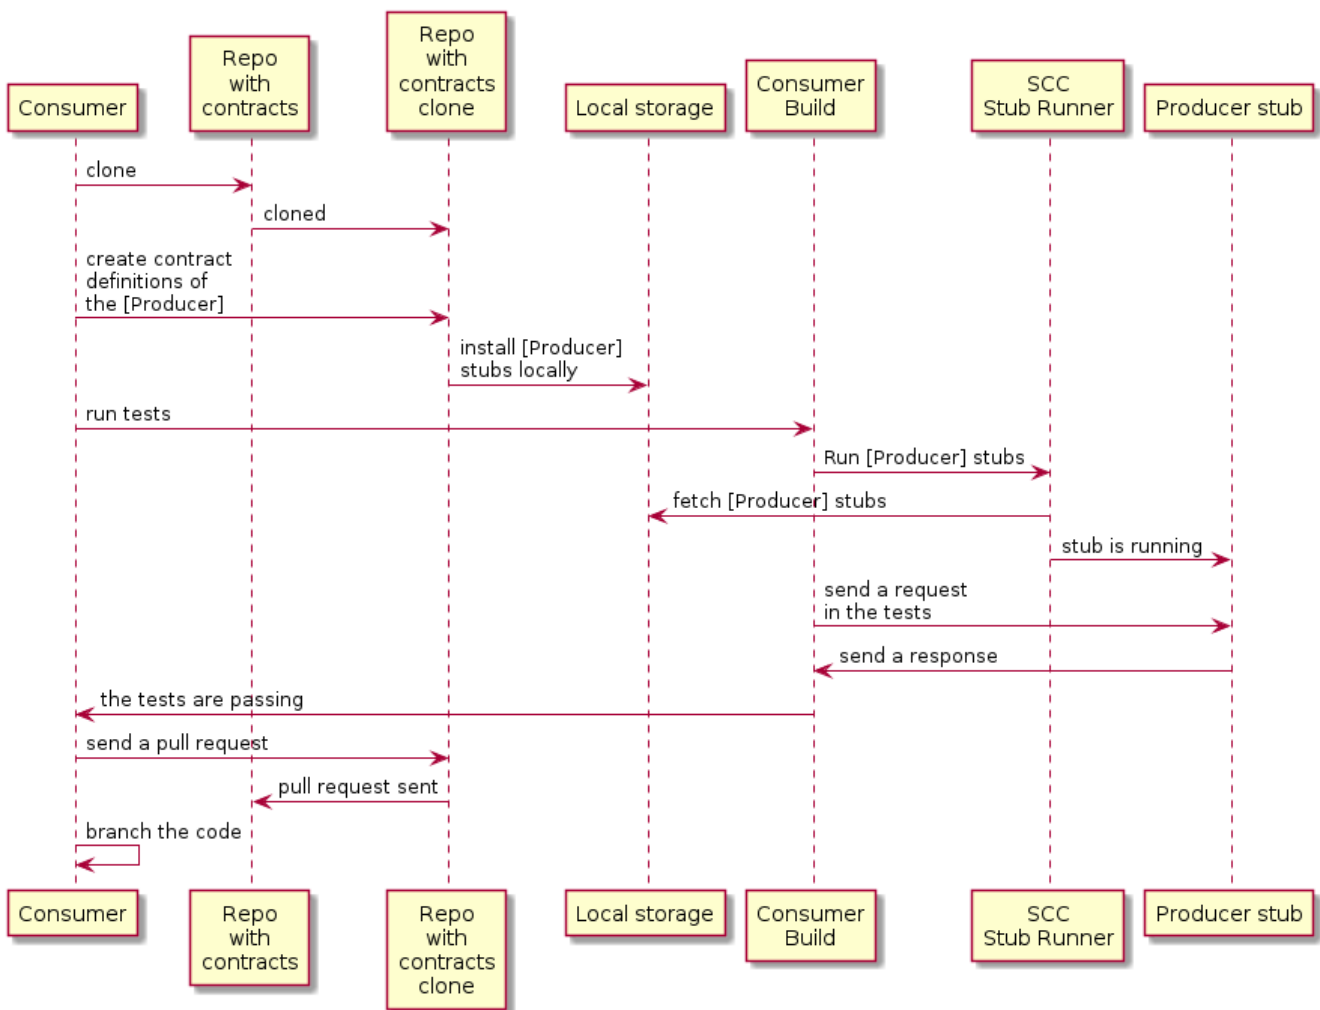 Repo
with
contracts
clone
Repo
with
contracts
Consumer
Build
SCC
Stub Runner
Consumer
Local storage
Producer stub
clone
cloned
create contract
definitions of
the [Producer]
install [Producer]
stubs locally
run tests
Run [Producer] stubs
fetch [Producer] stubs
stub is running
send a request
in the tests
send a response
the tests are passing
send a pull request
pull request sent
branch the code
Consumer
Repo
with
contracts
Repo
with
contracts
clone
Local storage
Consumer
Build
SCC
Stub Runner
Producer stub